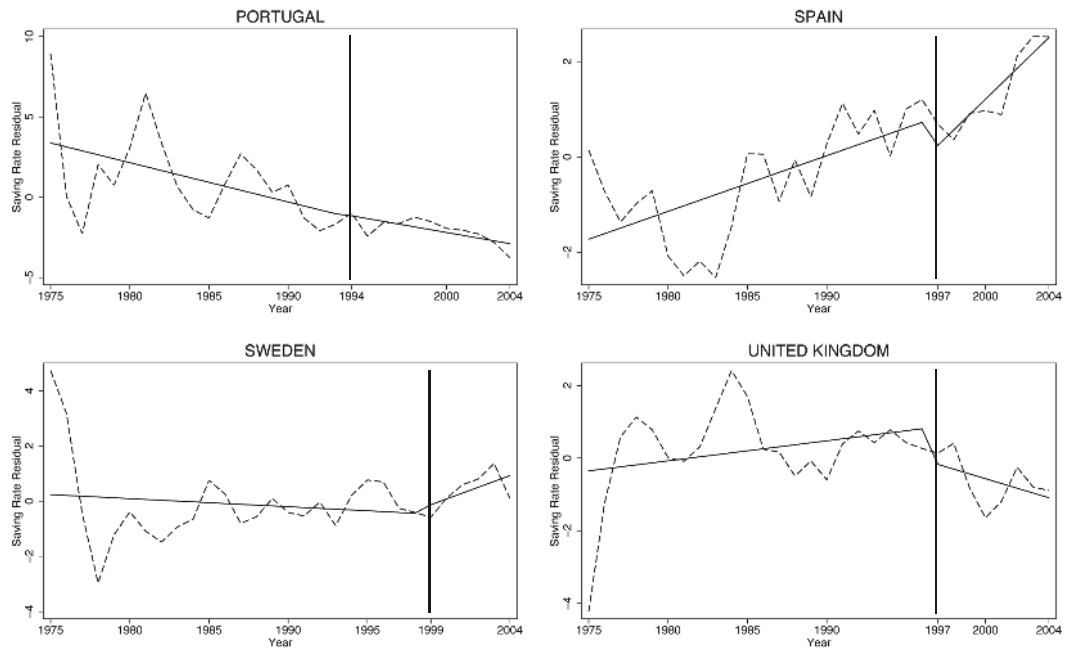 PORTUGAL
Saving Rate Residual
10
5
0
−5
1975 1980 1985 1990 1994 2000 2004
Year
SPAIN
Saving Rate Residual
2
0
−2
1975 1980 1985 1990 1997 2000 2004
Year
SWEDEN
Saving Rate Residual
4
2
0
−2
−4
1975 1980 1985 1990 1995 1999 2004
Year
UNITED KINGDOM
Saving Rate Residual
2
0
−2
−4
1975 1980 1985 1990 1997 2000 2004
Year